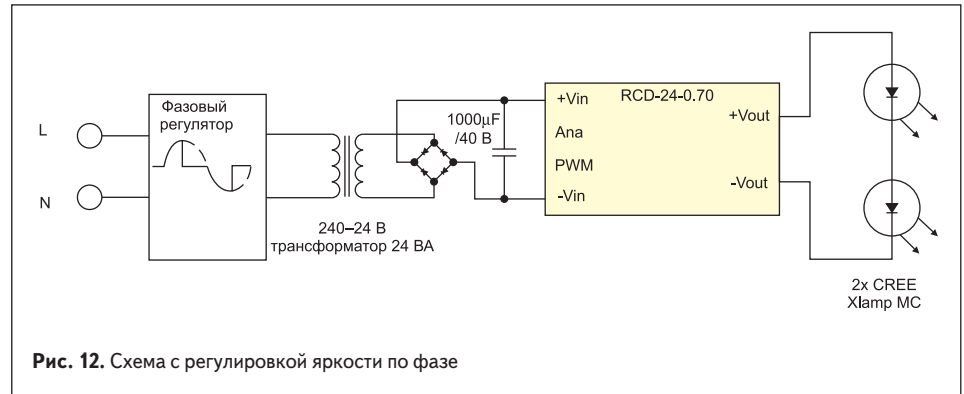 Фазовый
регулятор
L
N
240–24 В
трансформатор 24 ВА
1000μF
/40 В
+Vin
Ana
PWM
-Vin
RCD-24-0.70
+Vout
-Vout
2x CREE
Xlamp MC
Рис. 12. Схема с регулировкой яркости по фазе